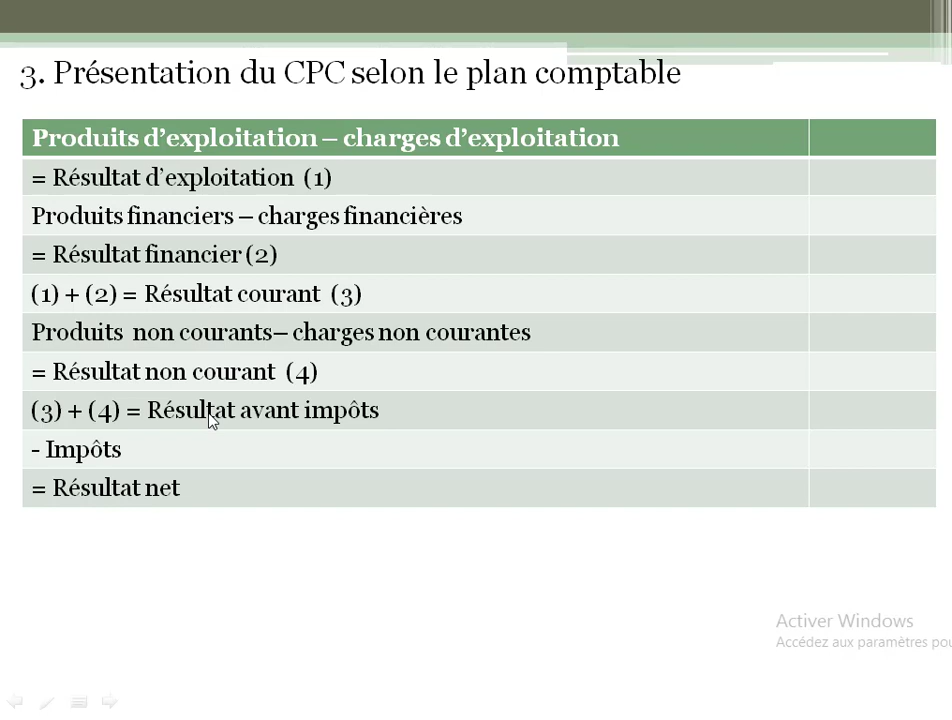 3. Présentation du CPC selon le plan comptable
Produits d’exploitation – charges d’exploitation
= Résultat d’exploitation (1)
Produits financiers – charges financières
= Résultat financier (2)
(1) + (2) = Résultat courant (3)
Produits non courants– charges non courantes
= Résultat non courant (4)
(3) + (4) = Résultat avant impôts
- Impôts
= Résultat net
Activer Windows
Accédez aux paramètres pou